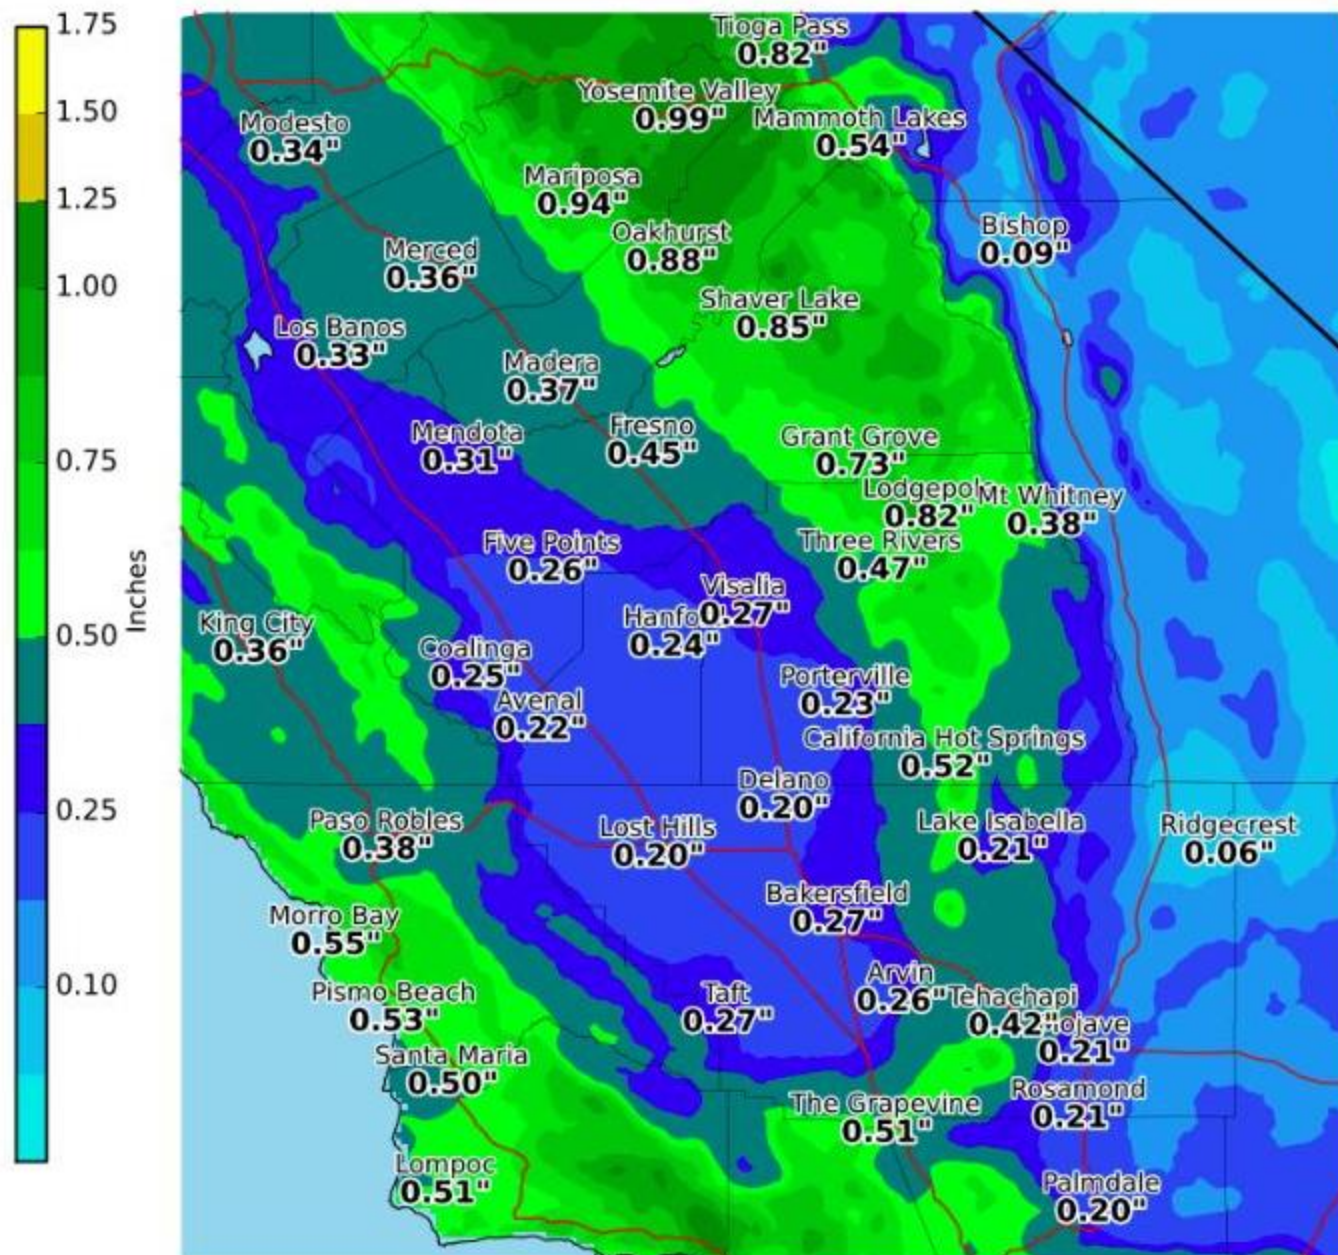 1.75
1.50
1.25
1.00
0.75
0.50
0.25
0.10
Inches
Tioga Pass
0.82"
Yosemite Valley
0.99"
Mammoth Lakes
0.54"
Modesto
0.34"
Mariposa
0.94"
Oakhurst
0.88"
Bishop
0.09"
Merced
0.36"
Shaver Lake
0.85"
Los Banos
0.33"
Madera
0.37"
Mendota
0.31"
Fresno
0.45"
Grant Grove
0.73"
Lodgepol
0.82"
Mt Whitney
0.38"
Five Points
0.26"
Three Rivers
0.47"
Visalia
0.27"
Hanfo
0.24"
King City
0.36"
Coalinga
0.25"
Avenal
0.22"
Porterville
0.23"
California Hot Springs
0.52"
Delano
0.20"
Paso Robles
0.38"
Lost Hills
0.20"
Lake Isabella
0.21"
Ridgecrest
0.06"
Bakersfield
0.27"
Morro Bay
0.55"
Pismo Beach
0.53"
Taft
0.27"
Arvin
0.26"
Tehachapi
0.42"
ojave
0.21"
Santa Maria
0.50"
Rosamond
0.21"
The Grapevine
0.51"
Lompoc
0.51"
Palmdale
0.20"